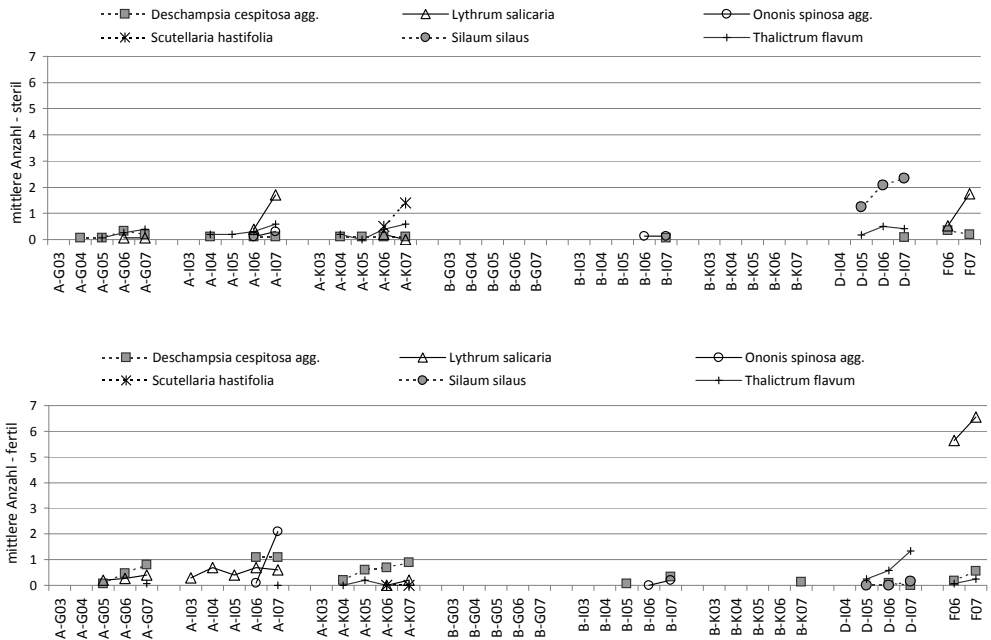 Deschampsia cespitosa agg. Lythrum salicaria Ononis spinosa agg.
Scutellaria hastifolia Silaum silaus Thalictrum flavum
mittlere Anzahl - steril
7
6
5
4
3
2
1
0
A-G03 A-G04 A-G05 A-G06 A-G07 A-I03 A-I04 A-I05 A-I06 A-I07 A-K03 A-K04 A-K05 A-K06 A-K07 B-G03 B-G04 B-G05 B-G06 B-G07 B-I03 B-I04 B-I05 B-I06 B-I07 B-K03 B-K04 B-K05 B-K06 B-K07 D-I04 D-I05 D-I06 D-I07 F06 F07
Deschampsia cespitosa agg. Lythrum salicaria Ononis spinosa agg.
Scutellaria hastifolia Silaum silaus Thalictrum flavum
mittlere Anzahl - fertil
7
6
5
4
3
2
1
0
A-G03 A-G04 A-G05 A-G06 A-G07 A-I03 A-I04 A-I05 A-I06 A-I07 A-K03 A-K04 A-K05 A-K06 A-K07 B-G03 B-G04 B-G05 B-G06 B-G07 B-I03 B-I04 B-I05 B-I06 B-I07 B-K03 B-K04 B-K05 B-K06 B-K07 D-I04 D-I05 D-I06 D-I07 F06 F07